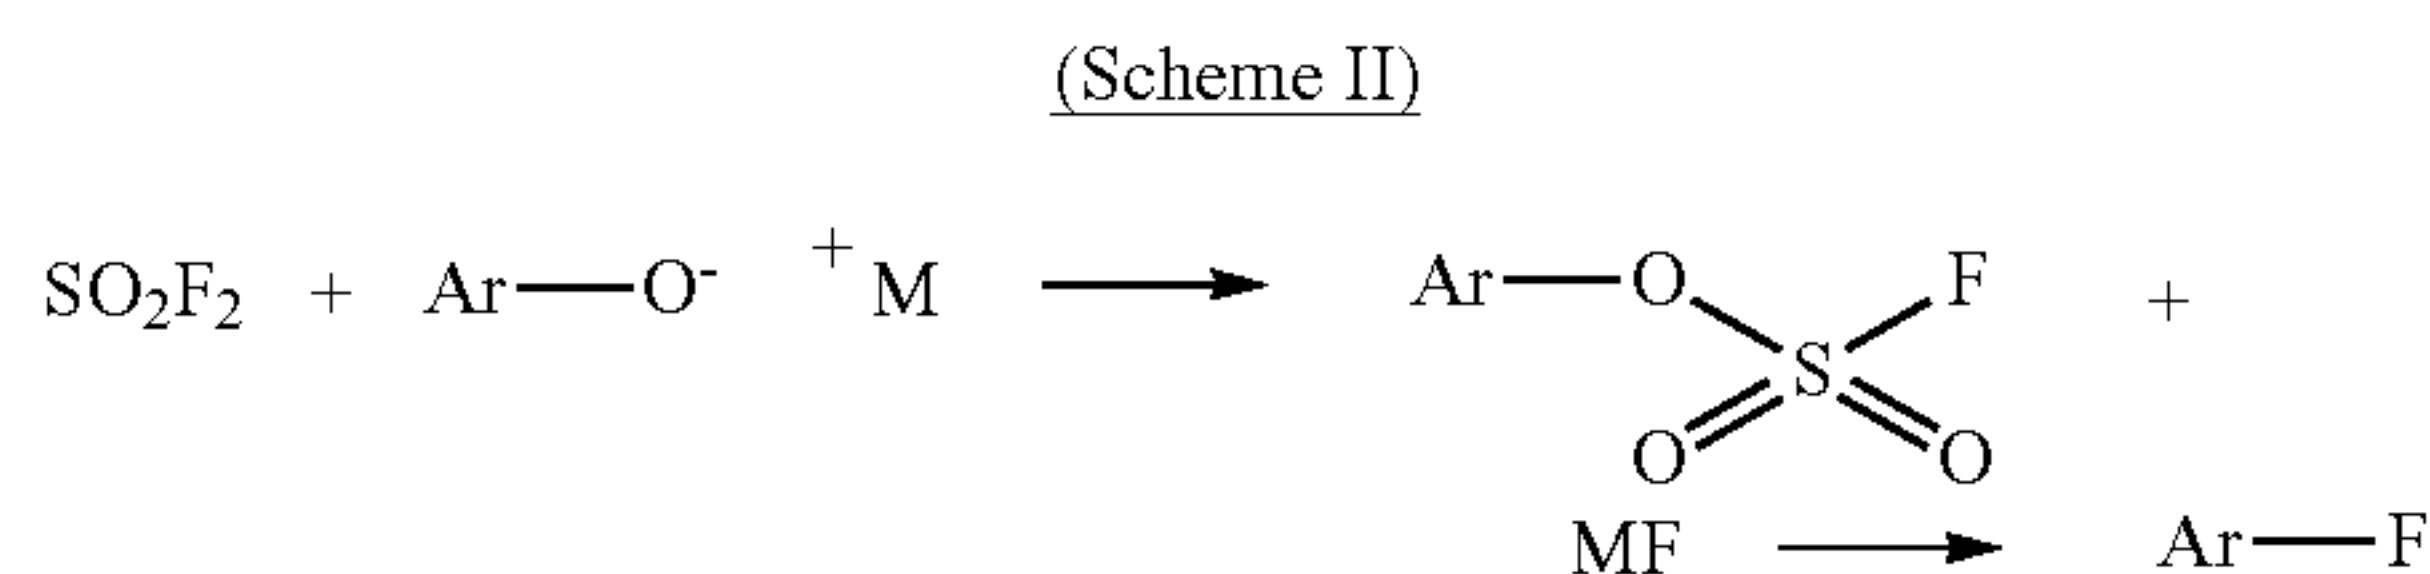 (Scheme II)
SO₂F₂ + Ar—O⁻ ⁺M → Ar—O S F O O +
MF → Ar—F